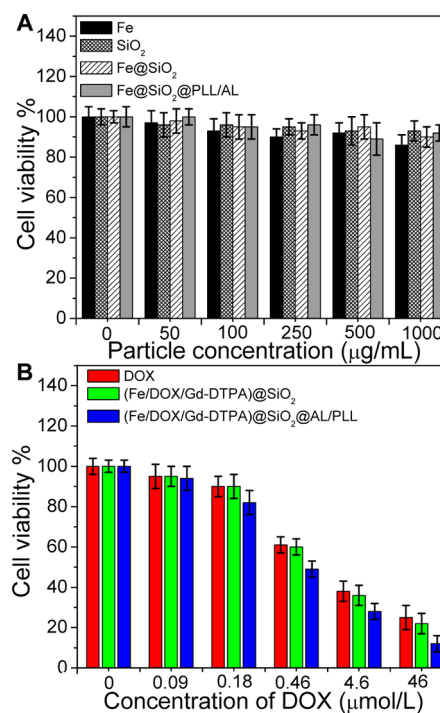 A
Fe
SiO₂
Fe@SiO₂
Fe@SiO₂@PLL/AL
Cell viability %
140
120
100
80
60
40
20
0
0 50 100 250 500 1000
Particle concentration (μg/mL)
B
DOX
(Fe/DOX/Gd-DTPA)@SiO₂
(Fe/DOX/Gd-DTPA)@SiO₂@AL/PLL
Cell viability %
140
120
100
80
60
40
20
0
0 0.09 0.18 0.46 4.6 46
Concentration of DOX (μmol/L)